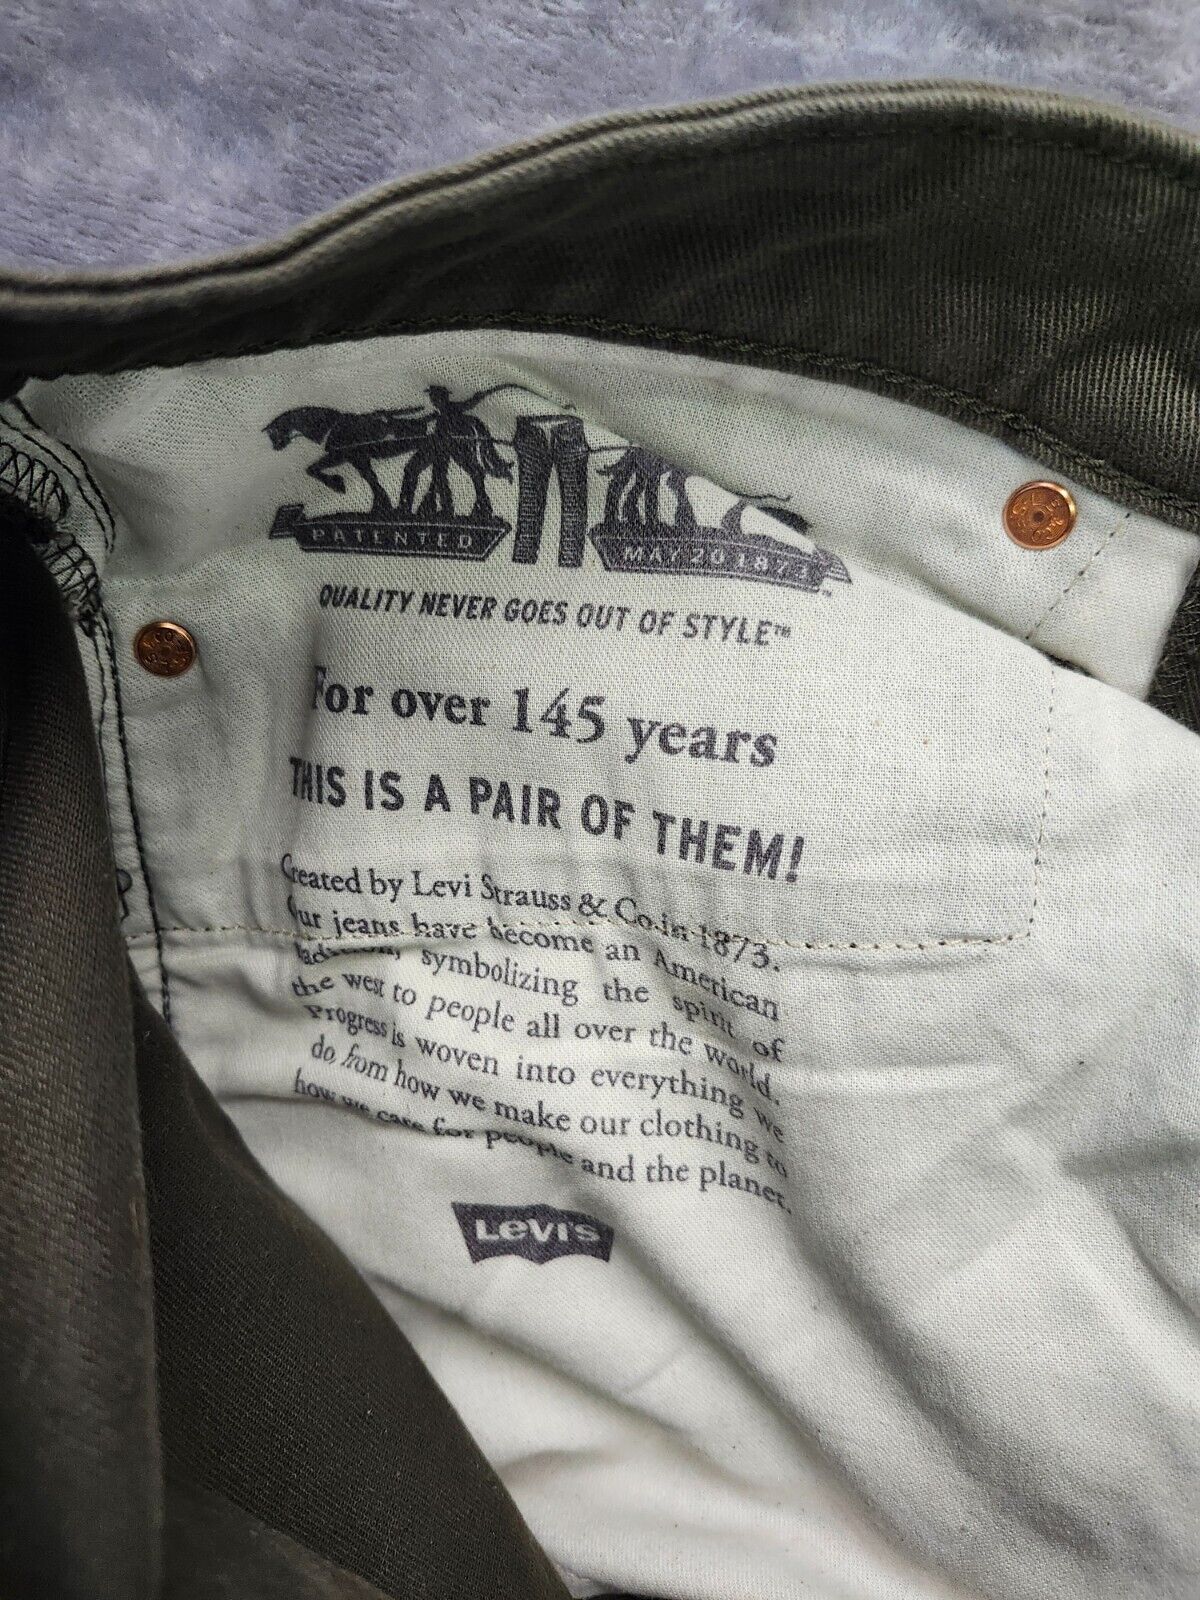 PATENTED
MAY 20 1873 ™
QUALITY NEVER GOES OUT OF STYLE™
For over 145 years
THIS IS A PAIR OF THEM!
Created by Levi Strauss & Co. in 1873.
Our jeans have become an American
symbolizing the spirit of
the west to people all over the world.
Progress is woven into everything we
do, from how we make our clothing to
how we care for people and the planet.
LEVI'S